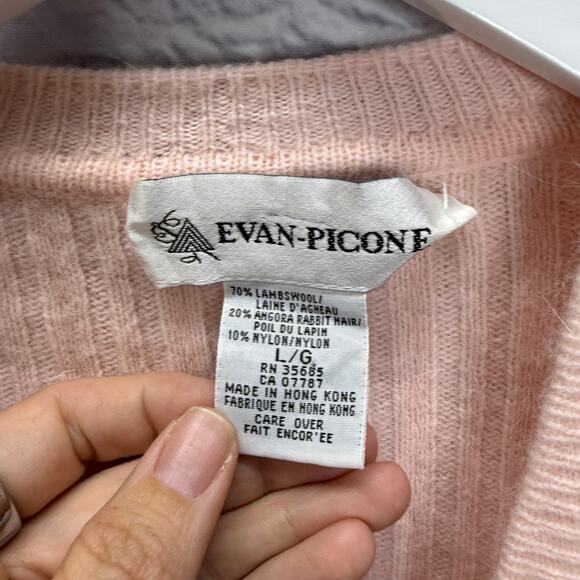 EVAN-PICONE
70% LAMBSWOOL/
LAINE D'AGNEAU
20% ANGORA RABBIT HAIR/
POIL DU LAPIN
10% NYLON/NYLON
L/G
RN 35685
CA 07787
MADE IN HONG KONG
FABRIQUE EN HONG KONG
CARE OVER
FAIT ENCOR'EE